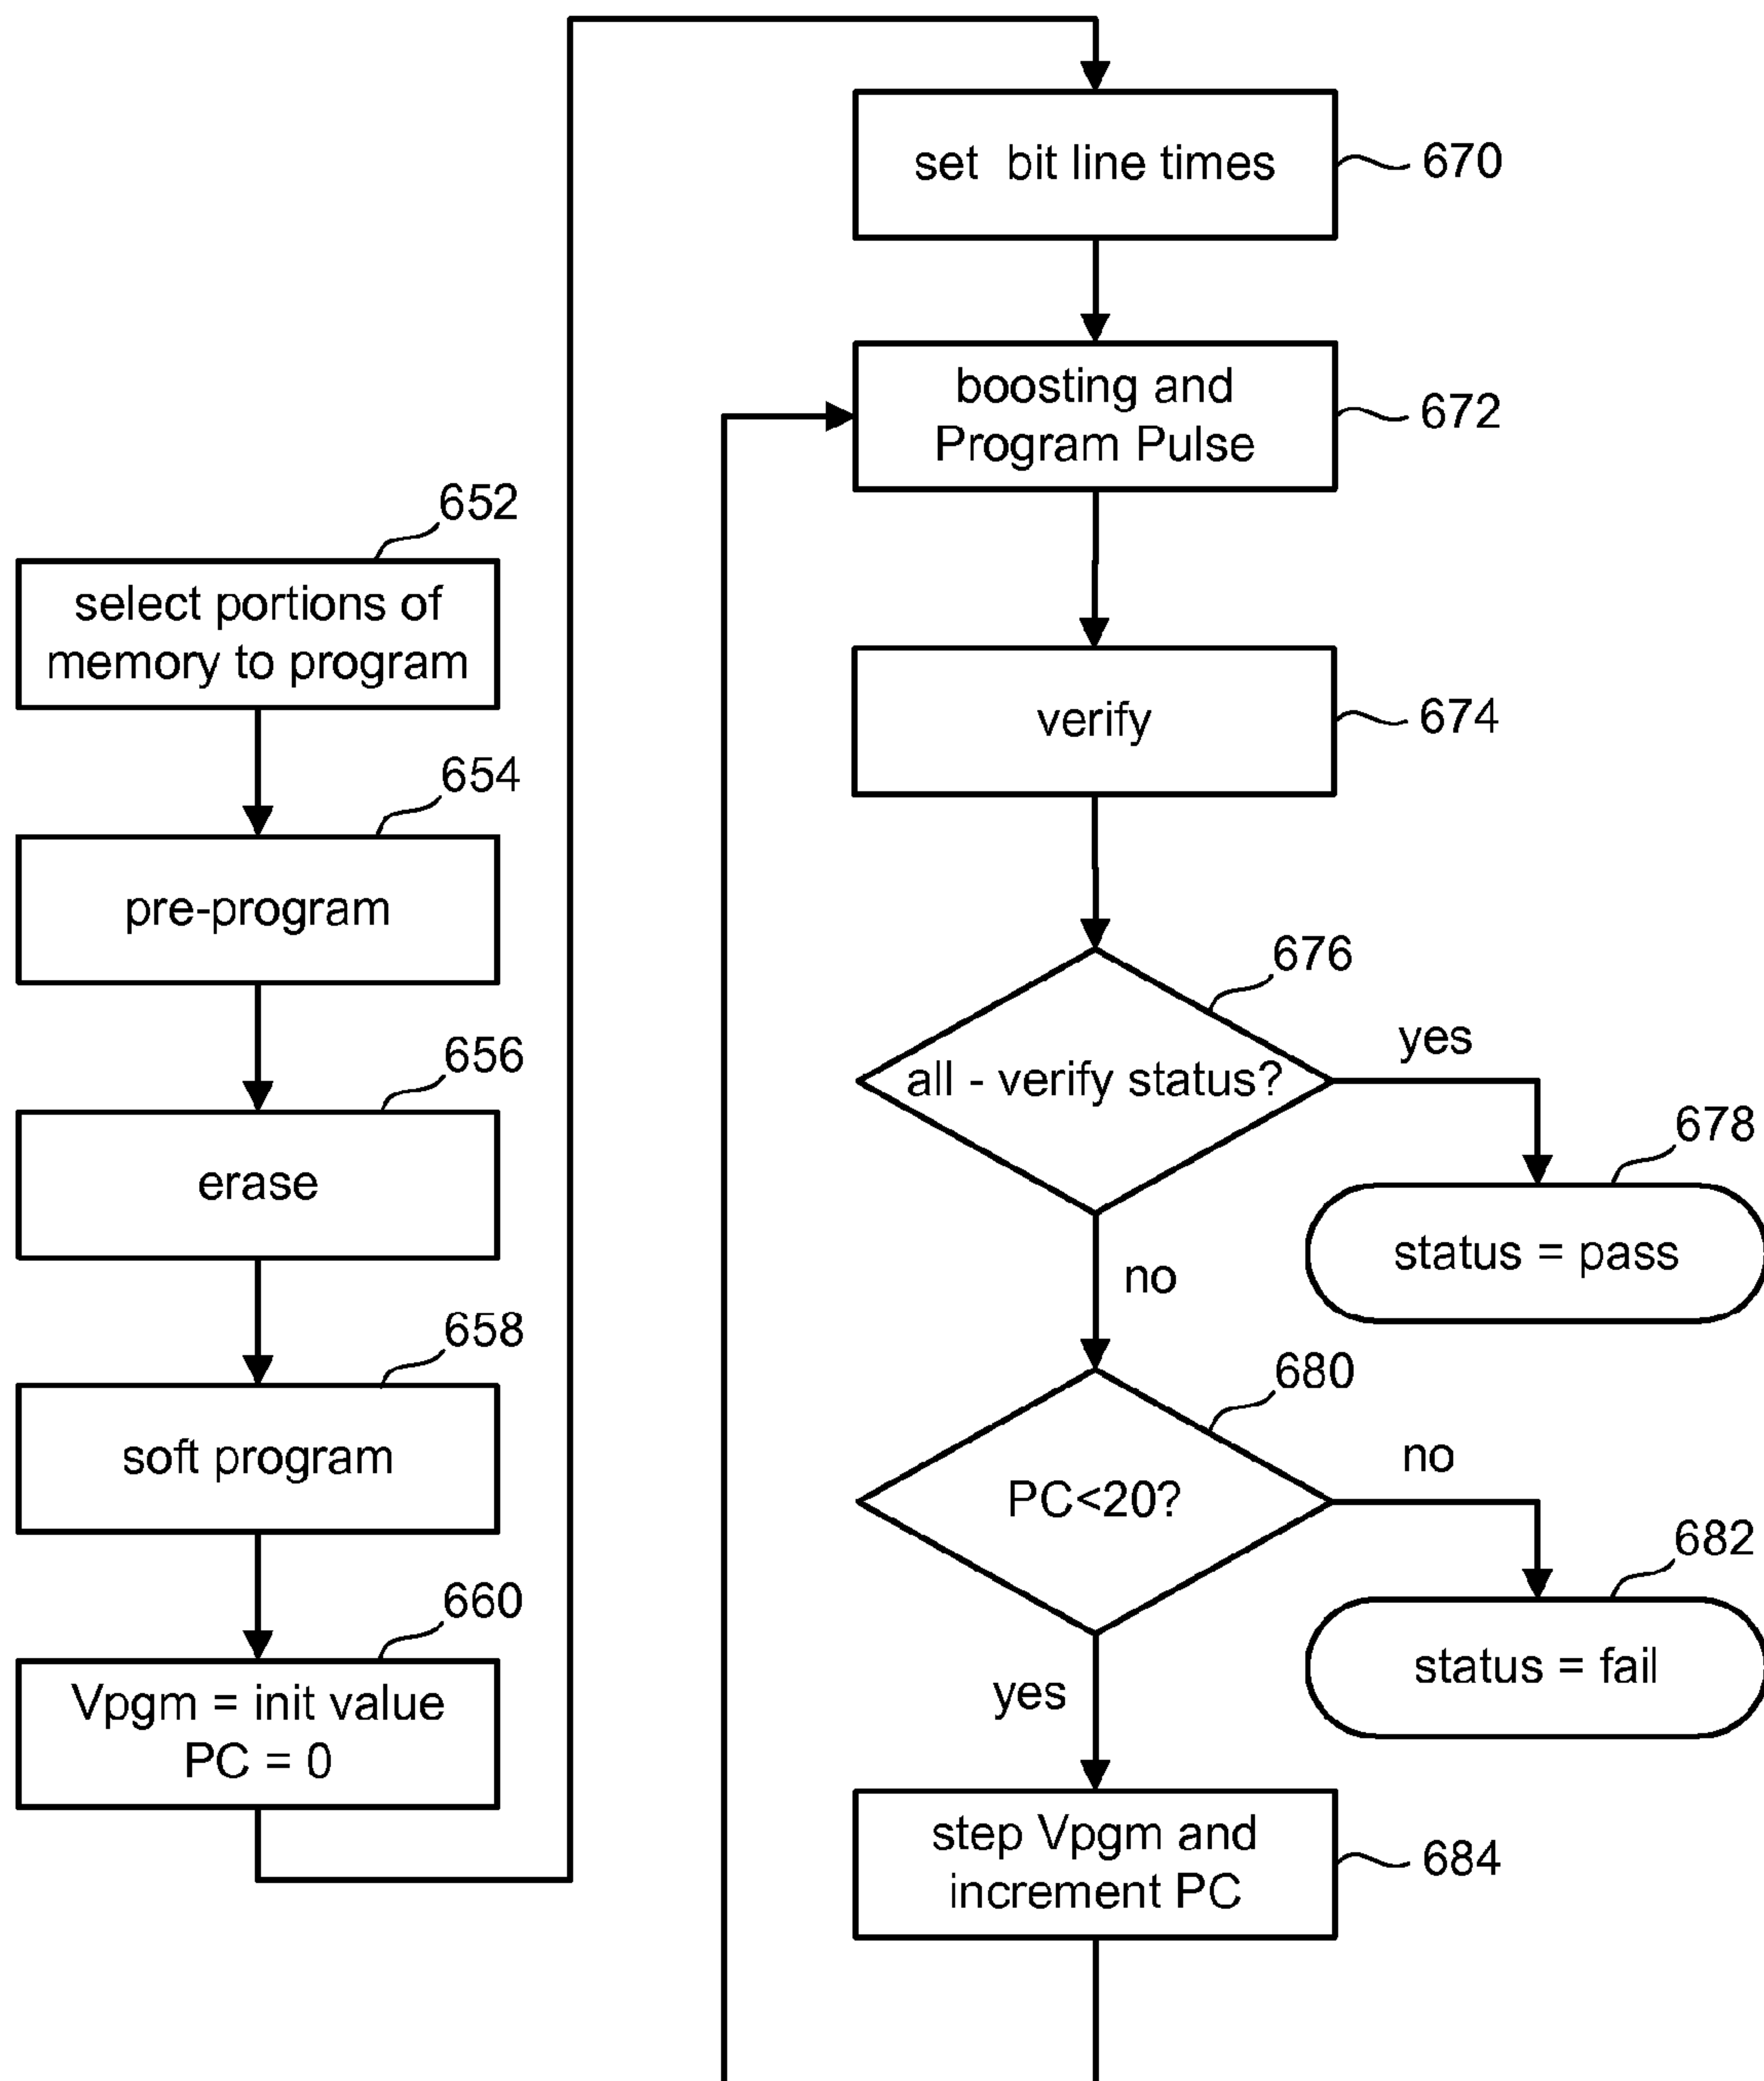 652
select portions of
memory to program
654
pre-program
656
erase
658
soft program
660
Vpgm = init value
PC = 0
set bit line times
670
boosting and
Program Pulse
672
verify
674
676
all - verify status?
yes
678
status = pass
no
680
PC<20?
no
682
status = fail
yes
step Vpgm and
increment PC
684